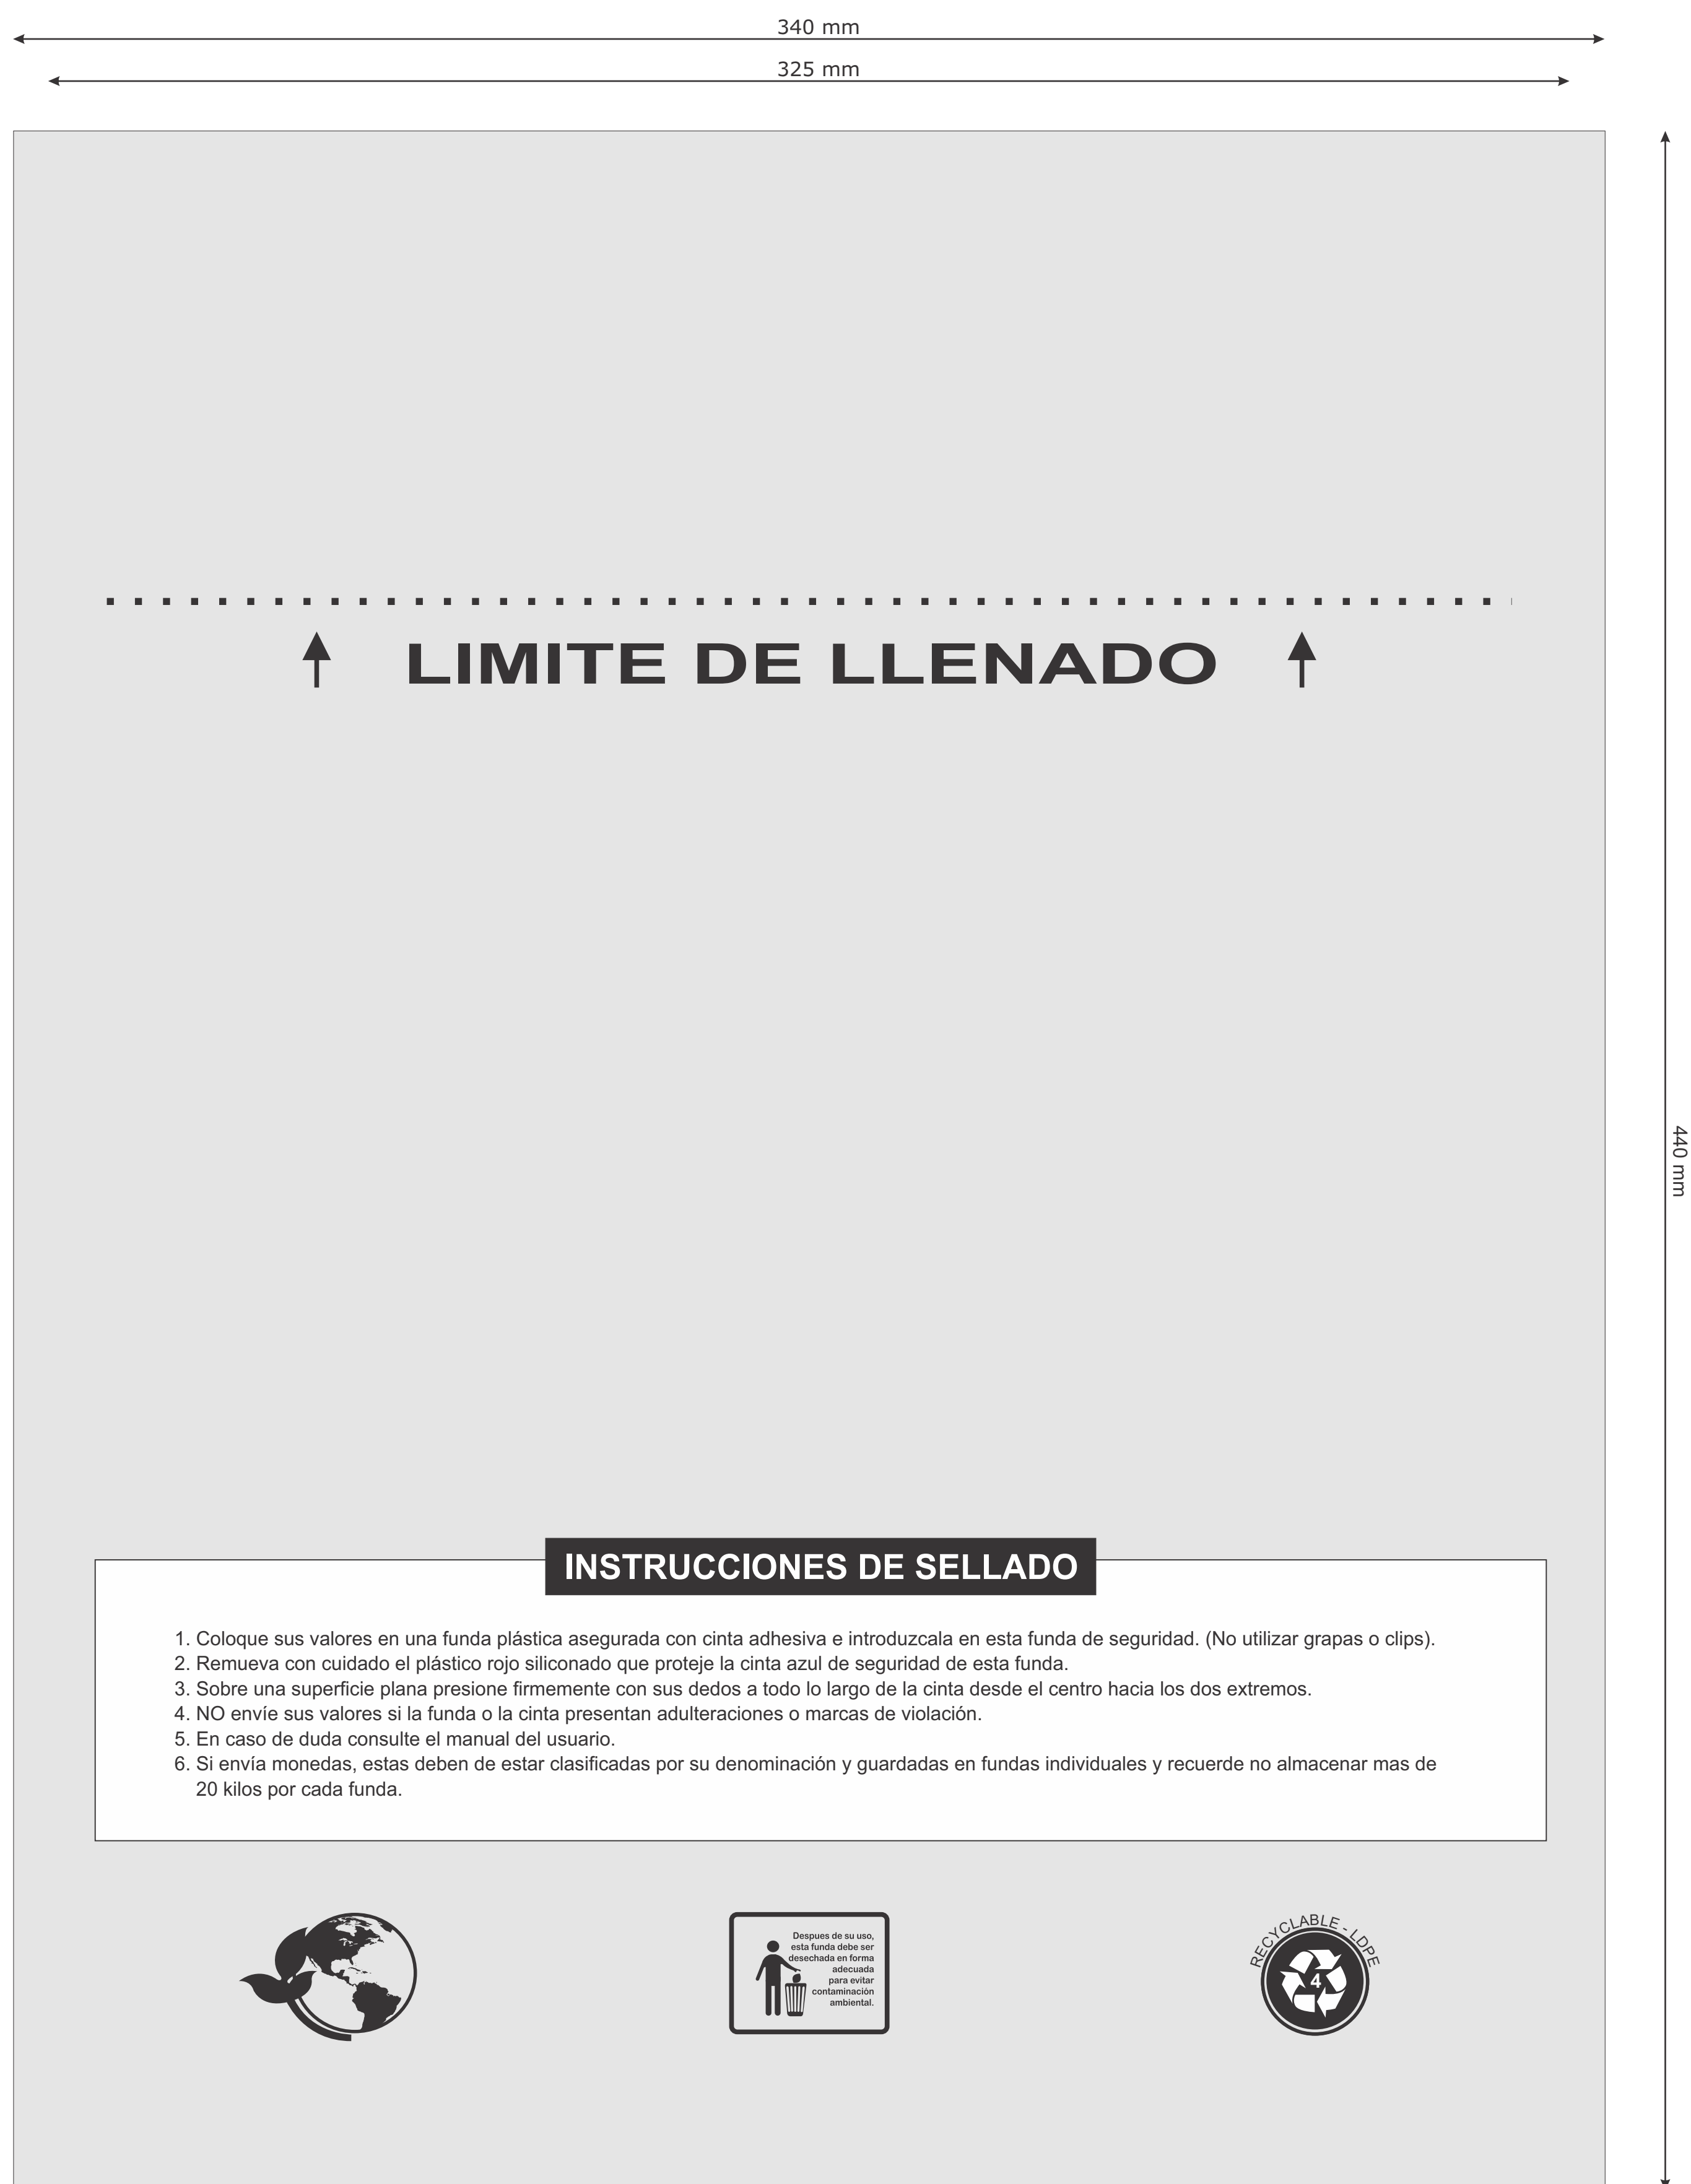 340 mm
325 mm
LIMITE DE LLENADO
440 mm
INSTRUCCIONES DE SELLADO
1. Coloque sus valores en una funda plástica asegurada con cinta adhesiva e introduzcala en esta funda de seguridad. (No utilizar grapas o clips).
2. Remueva con cuidado el plástico rojo siliconado que proteje la cinta azul de seguridad de esta funda.
3. Sobre una superficie plana presione firmemente con sus dedos a todo lo largo de la cinta desde el centro hacia los dos extremos.
4. NO envíe sus valores si la funda o la cinta presentan adulteraciones o marcas de violación.
5. En caso de duda consulte el manual del usuario.
6. Si envía monedas, estas deben de estar clasificadas por su denominación y guardadas en fundas individuales y recuerde no almacenar mas de
20 kilos por cada funda.
Despues de su uso,
esta funda debe ser
desechada en forma
adecuada
para evitar
contaminación
ambiental.
RECYCLABLE - LDPE
4